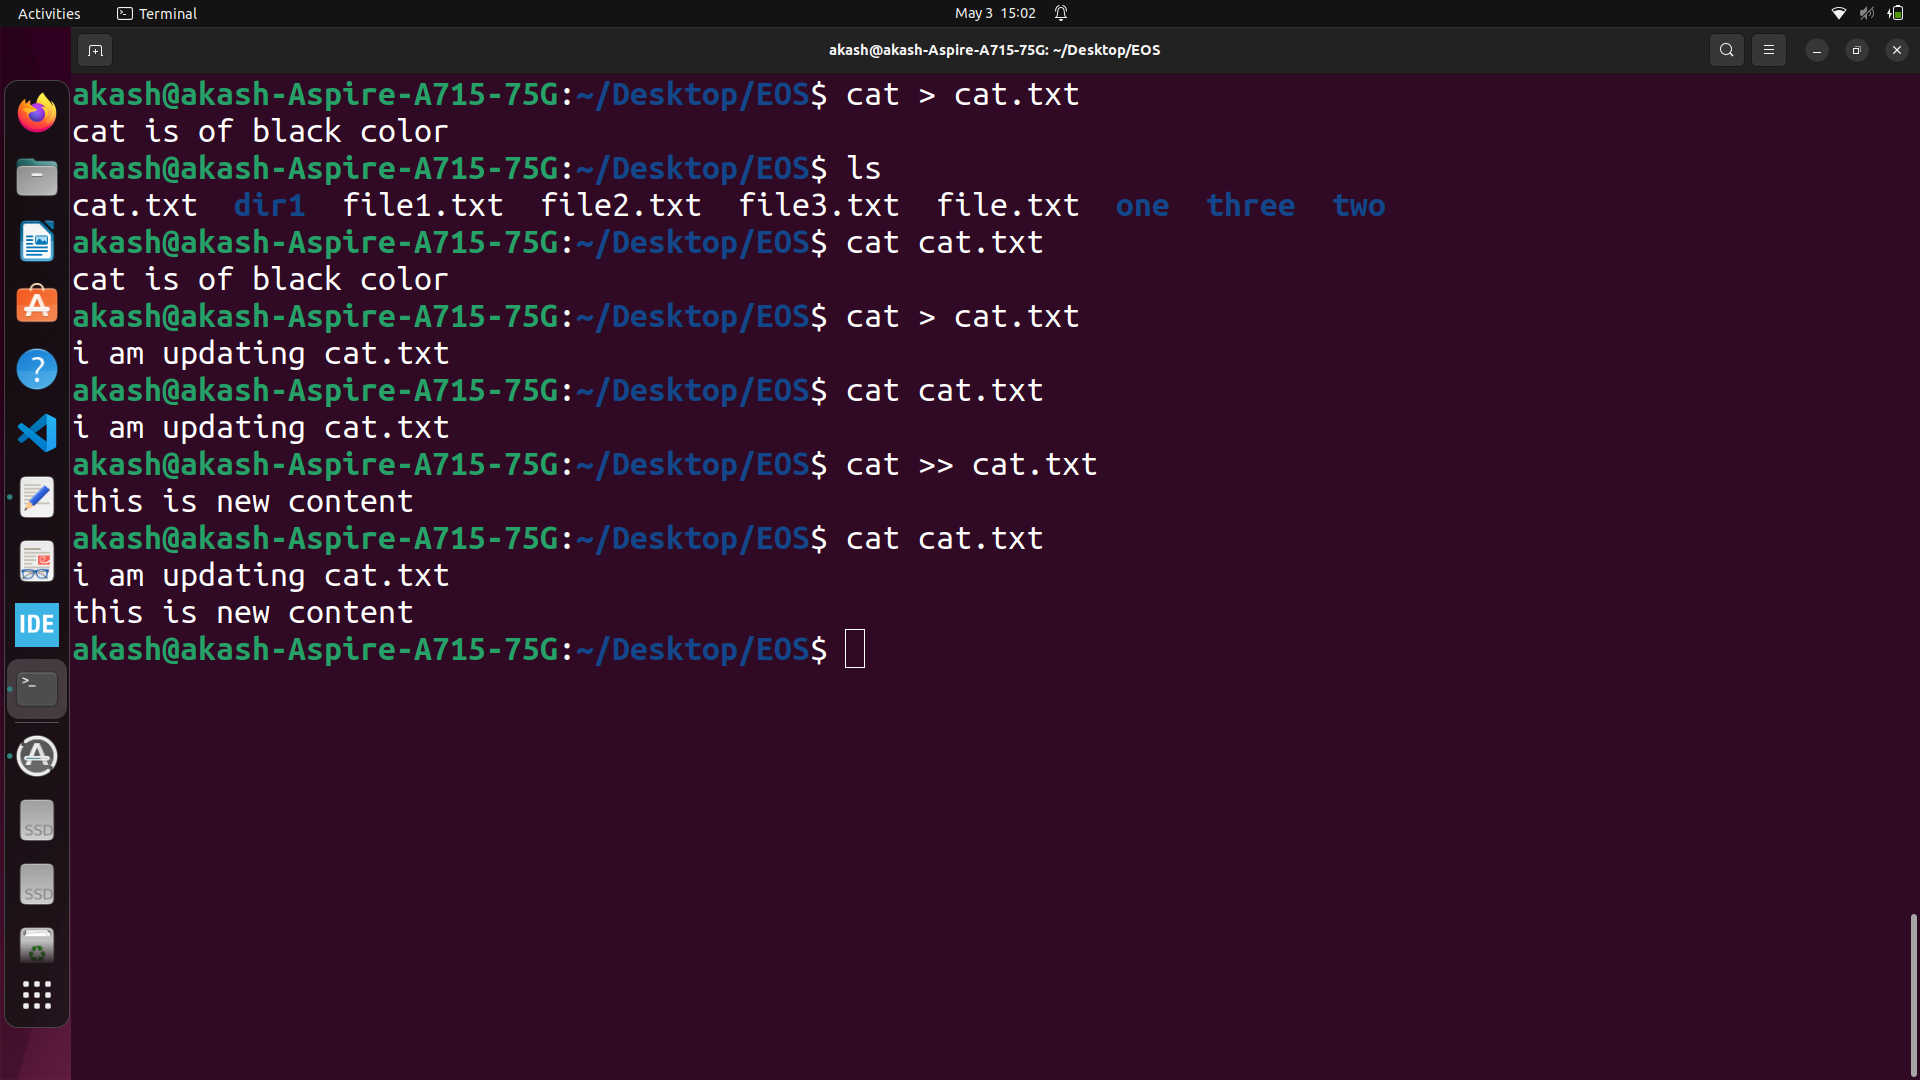 Activities Terminal May 3 15:02
akash@akash-Aspire-A715-75G: ~/Desktop/EOS
akash@akash-Aspire-A715-75G:~/Desktop/EOS$ cat > cat.txt
cat is of black color
akash@akash-Aspire-A715-75G:~/Desktop/EOS$ ls
cat.txt dir1 file1.txt file2.txt file3.txt file.txt one three two
akash@akash-Aspire-A715-75G:~/Desktop/EOS$ cat cat.txt
cat is of black color
akash@akash-Aspire-A715-75G:~/Desktop/EOS$ cat > cat.txt
i am updating cat.txt
akash@akash-Aspire-A715-75G:~/Desktop/EOS$ cat cat.txt
i am updating cat.txt
akash@akash-Aspire-A715-75G:~/Desktop/EOS$ cat >> cat.txt
this is new content
akash@akash-Aspire-A715-75G:~/Desktop/EOS$ cat cat.txt
i am updating cat.txt
this is new content
akash@akash-Aspire-A715-75G:~/Desktop/EOS$
IDE
SSD
SSD